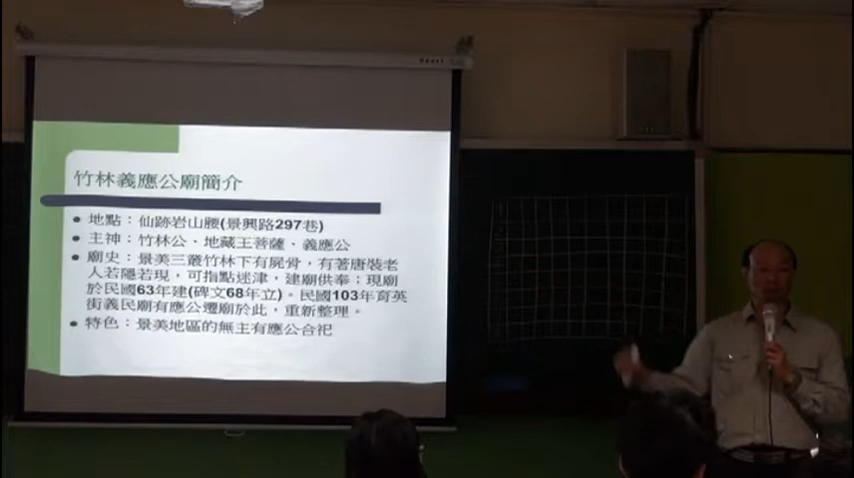 竹林義應公廟簡介
地點：仙跡岩山腰(景興路297巷)
主神：竹林公、地藏王菩薩、義應公
廟史：景美三叢竹林下有屍骨，有著唐裝老
人若隱若現，可指點迷津，建廟供奉；現廟
於民國63年建(碑文68年立)。民國103年育英
街義民廟有應公遷廟於此，重新整理。
特色：景美地區的無主有應公合祀